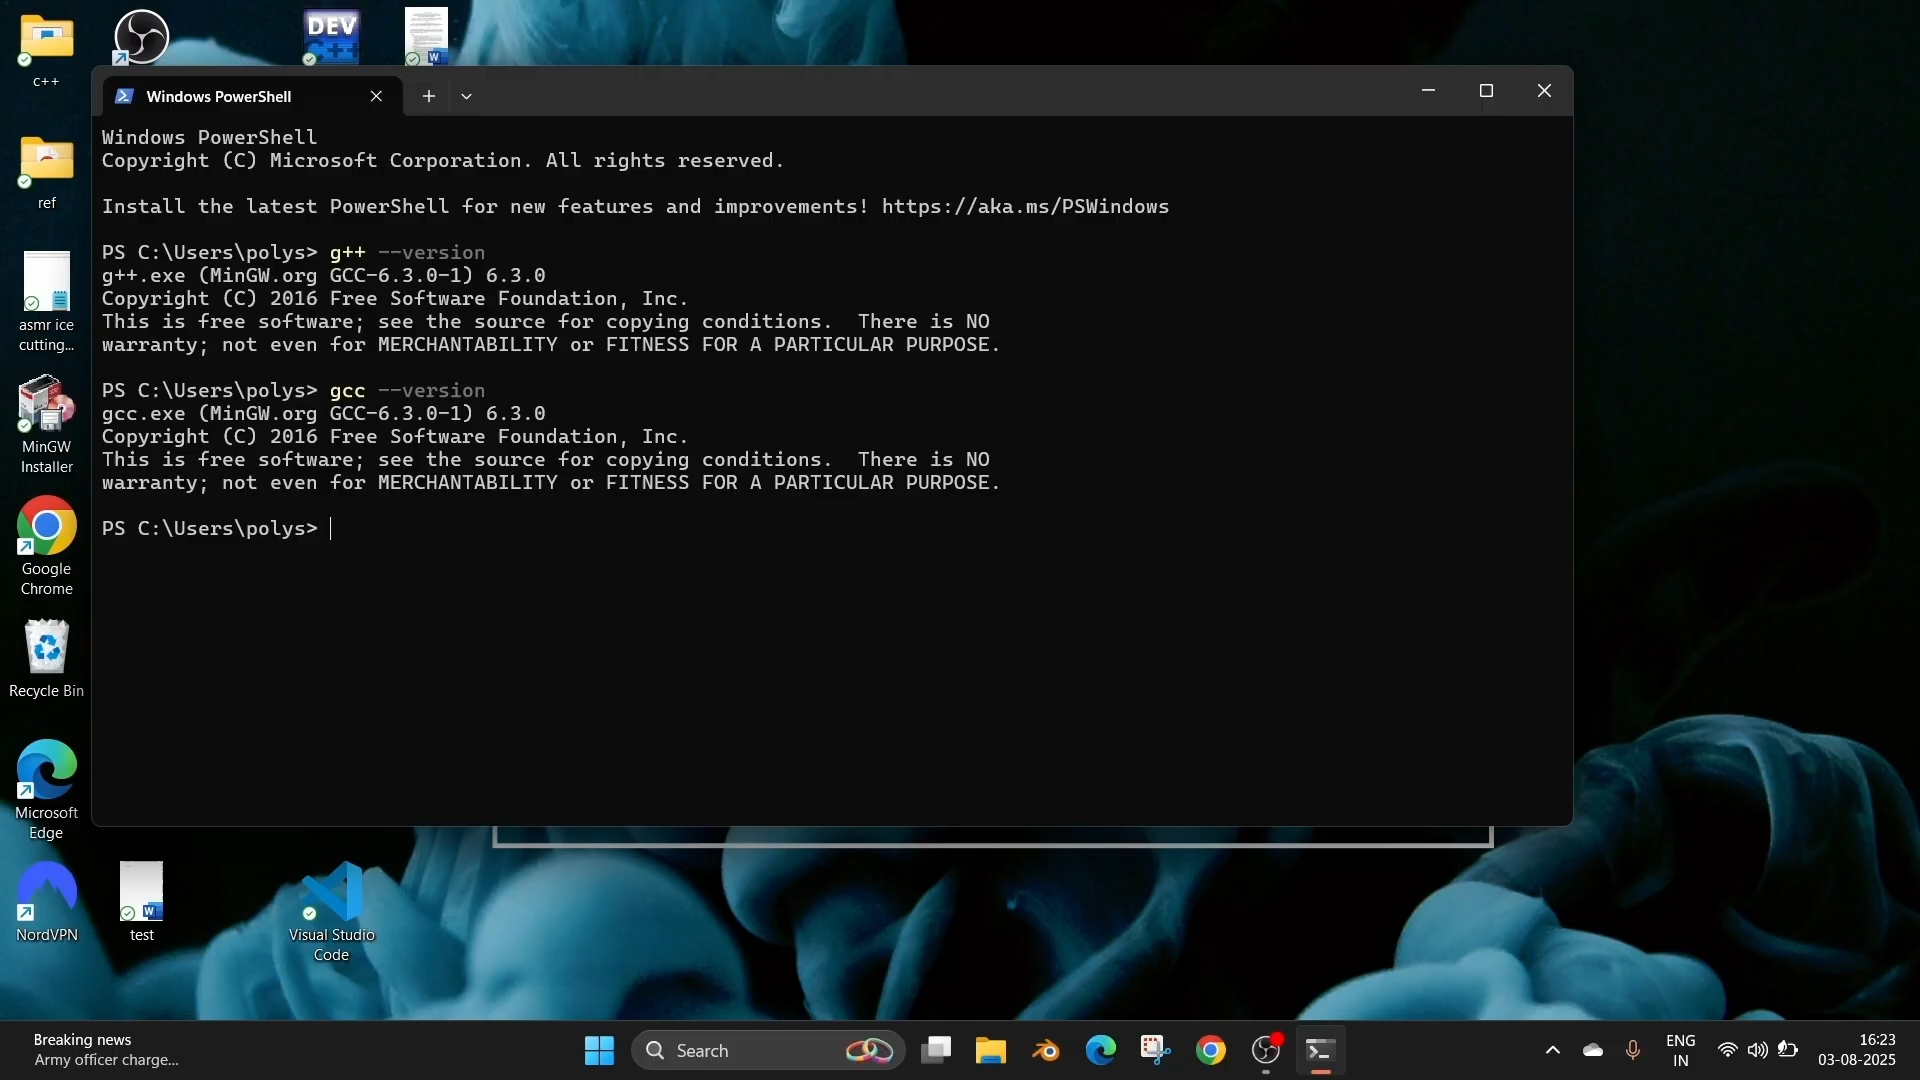 c++
DEV
Windows PowerShell
Windows PowerShell
Copyright (C) Microsoft Corporation. All rights reserved.
Install the latest PowerShell for new features and improvements! https://aka.ms/PSWindows
PS C:\Users\polys> g++ --version
g++.exe (MinGW.org GCC-6.3.0-1) 6.3.0
Copyright (C) 2016 Free Software Foundation, Inc.
This is free software; see the source for copying conditions.  There is NO
warranty; not even for MERCHANTABILITY or FITNESS FOR A PARTICULAR PURPOSE.
PS C:\Users\polys> gcc --version
gcc.exe (MinGW.org GCC-6.3.0-1) 6.3.0
Copyright (C) 2016 Free Software Foundation, Inc.
This is free software; see the source for copying conditions.  There is NO
warranty; not even for MERCHANTABILITY or FITNESS FOR A PARTICULAR PURPOSE.
PS C:\Users\polys>
ref
asmr ice
cutting...
MinGW
Installer
Google
Chrome
Recycle Bin
Microsoft
Edge
NordVPN
test
Visual Studio
Code
Breaking news
Army officer charge...
Search
ENG
IN
16:23
03-08-2025